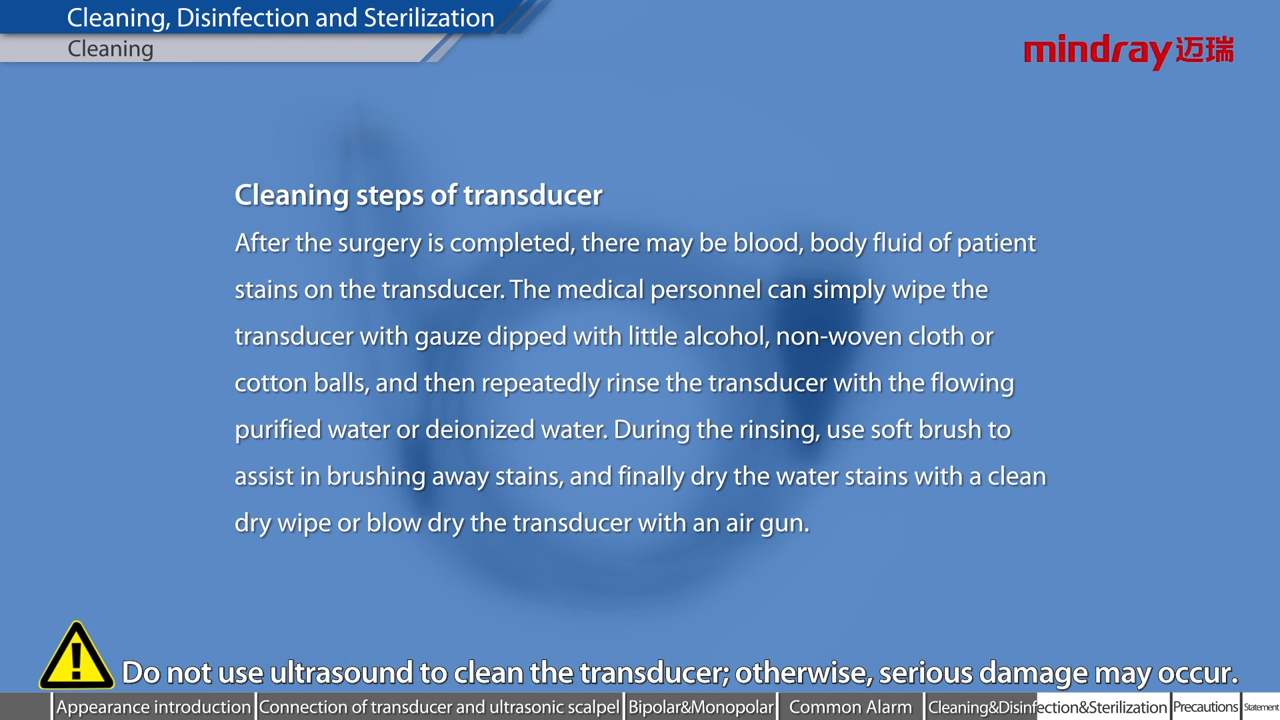 Cleaning, Disinfection and Sterilization
Cleaning
mindray迈瑞
Cleaning steps of transducer
After the surgery is completed, there may be blood, body fluid of patient
stains on the transducer. The medical personnel can simply wipe the
transducer with gauze dipped with little alcohol, non-woven cloth or
cotton balls, and then repeatedly rinse the transducer with the flowing
purified water or deionized water. During the rinsing, use soft brush to
assist in brushing away stains, and finally dry the water stains with a clean
dry wipe or blow dry the transducer with an air gun.
Do not use ultrasound to clean the transducer; otherwise, serious damage may occur.
Appearance introduction Connection of transducer and ultrasonic scalpel Bipolar&Monopolar Common Alarm Cleaning&Disinfection&Sterilization Precautions Statement